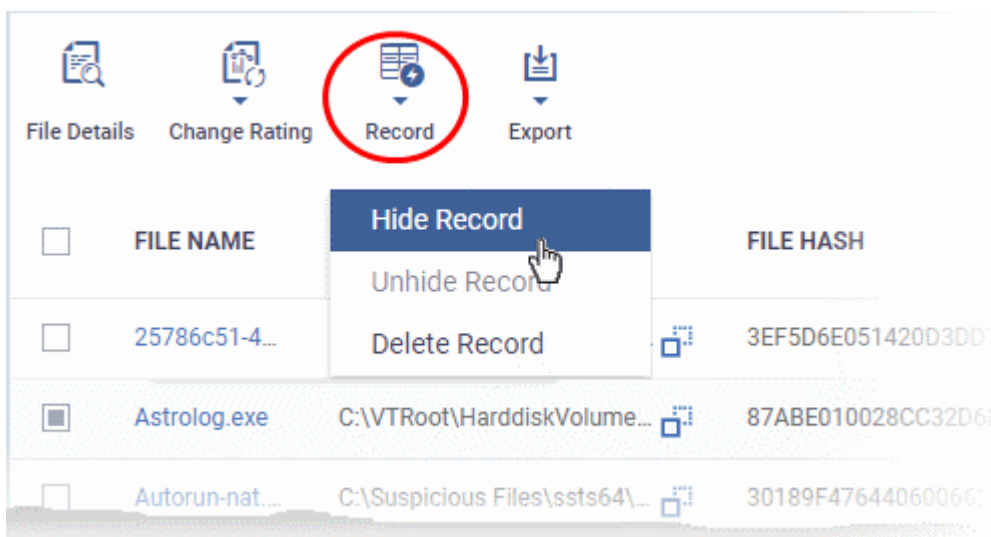 File Details Change Rating Record Export
Hide Record
FILE NAME FILE HASH
Unhide Record
25786c51-4... 3EF5D6E051420D3DD
Delete Record
Astrolog.exe C:\VTRoot\HarddiskVolume... 87ABE010028CC32D6
Autorun-nat.... C:\Suspicious Files\ssts64\... 30189F47644060066